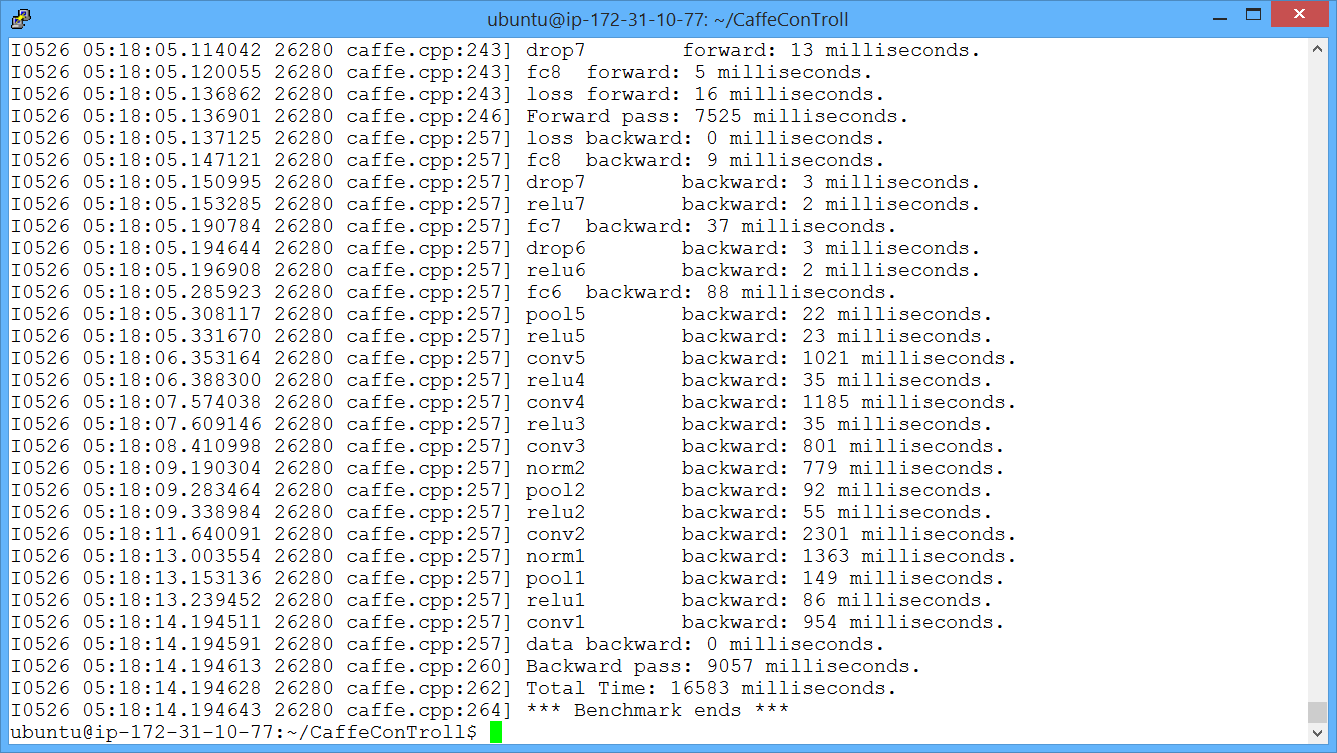 ubuntu@ip-172-31-10-77: ~/CaffeConTroll
I0526 05:18:05.114042 26280 caffe.cpp:243] drop7        forward: 13 milliseconds.
I0526 05:18:05.120055 26280 caffe.cpp:243] fc8  forward: 5 milliseconds.
I0526 05:18:05.136862 26280 caffe.cpp:243] loss forward: 16 milliseconds.
I0526 05:18:05.136901 26280 caffe.cpp:246] Forward pass: 7525 milliseconds.
I0526 05:18:05.137125 26280 caffe.cpp:257] loss backward: 0 milliseconds.
I0526 05:18:05.147121 26280 caffe.cpp:257] fc8  backward: 9 milliseconds.
I0526 05:18:05.150995 26280 caffe.cpp:257] drop7        backward: 3 milliseconds.
I0526 05:18:05.153285 26280 caffe.cpp:257] relu7        backward: 2 milliseconds.
I0526 05:18:05.190784 26280 caffe.cpp:257] fc7  backward: 37 milliseconds.
I0526 05:18:05.194644 26280 caffe.cpp:257] drop6        backward: 3 milliseconds.
I0526 05:18:05.196908 26280 caffe.cpp:257] relu6        backward: 2 milliseconds.
I0526 05:18:05.285923 26280 caffe.cpp:257] fc6  backward: 88 milliseconds.
I0526 05:18:05.308117 26280 caffe.cpp:257] pool5        backward: 22 milliseconds.
I0526 05:18:05.331670 26280 caffe.cpp:257] relu5        backward: 23 milliseconds.
I0526 05:18:06.353164 26280 caffe.cpp:257] conv5        backward: 1021 milliseconds.
I0526 05:18:06.388300 26280 caffe.cpp:257] relu4        backward: 35 milliseconds.
I0526 05:18:07.574038 26280 caffe.cpp:257] conv4        backward: 1185 milliseconds.
I0526 05:18:07.609146 26280 caffe.cpp:257] relu3        backward: 35 milliseconds.
I0526 05:18:08.410998 26280 caffe.cpp:257] conv3        backward: 801 milliseconds.
I0526 05:18:09.190304 26280 caffe.cpp:257] norm2        backward: 779 milliseconds.
I0526 05:18:09.283464 26280 caffe.cpp:257] pool2        backward: 92 milliseconds.
I0526 05:18:09.338984 26280 caffe.cpp:257] relu2        backward: 55 milliseconds.
I0526 05:18:11.640091 26280 caffe.cpp:257] conv2        backward: 2301 milliseconds.
I0526 05:18:13.003554 26280 caffe.cpp:257] norm1        backward: 1363 milliseconds.
I0526 05:18:13.153136 26280 caffe.cpp:257] pool1        backward: 149 milliseconds.
I0526 05:18:13.239452 26280 caffe.cpp:257] relu1        backward: 86 milliseconds.
I0526 05:18:14.194511 26280 caffe.cpp:257] conv1        backward: 954 milliseconds.
I0526 05:18:14.194591 26280 caffe.cpp:257] data backward: 0 milliseconds.
I0526 05:18:14.194613 26280 caffe.cpp:260] Backward pass: 9057 milliseconds.
I0526 05:18:14.194628 26280 caffe.cpp:262] Total Time: 16583 milliseconds.
I0526 05:18:14.194643 26280 caffe.cpp:264] *** Benchmark ends ***
ubuntu@ip-172-31-10-77:~/CaffeConTroll$